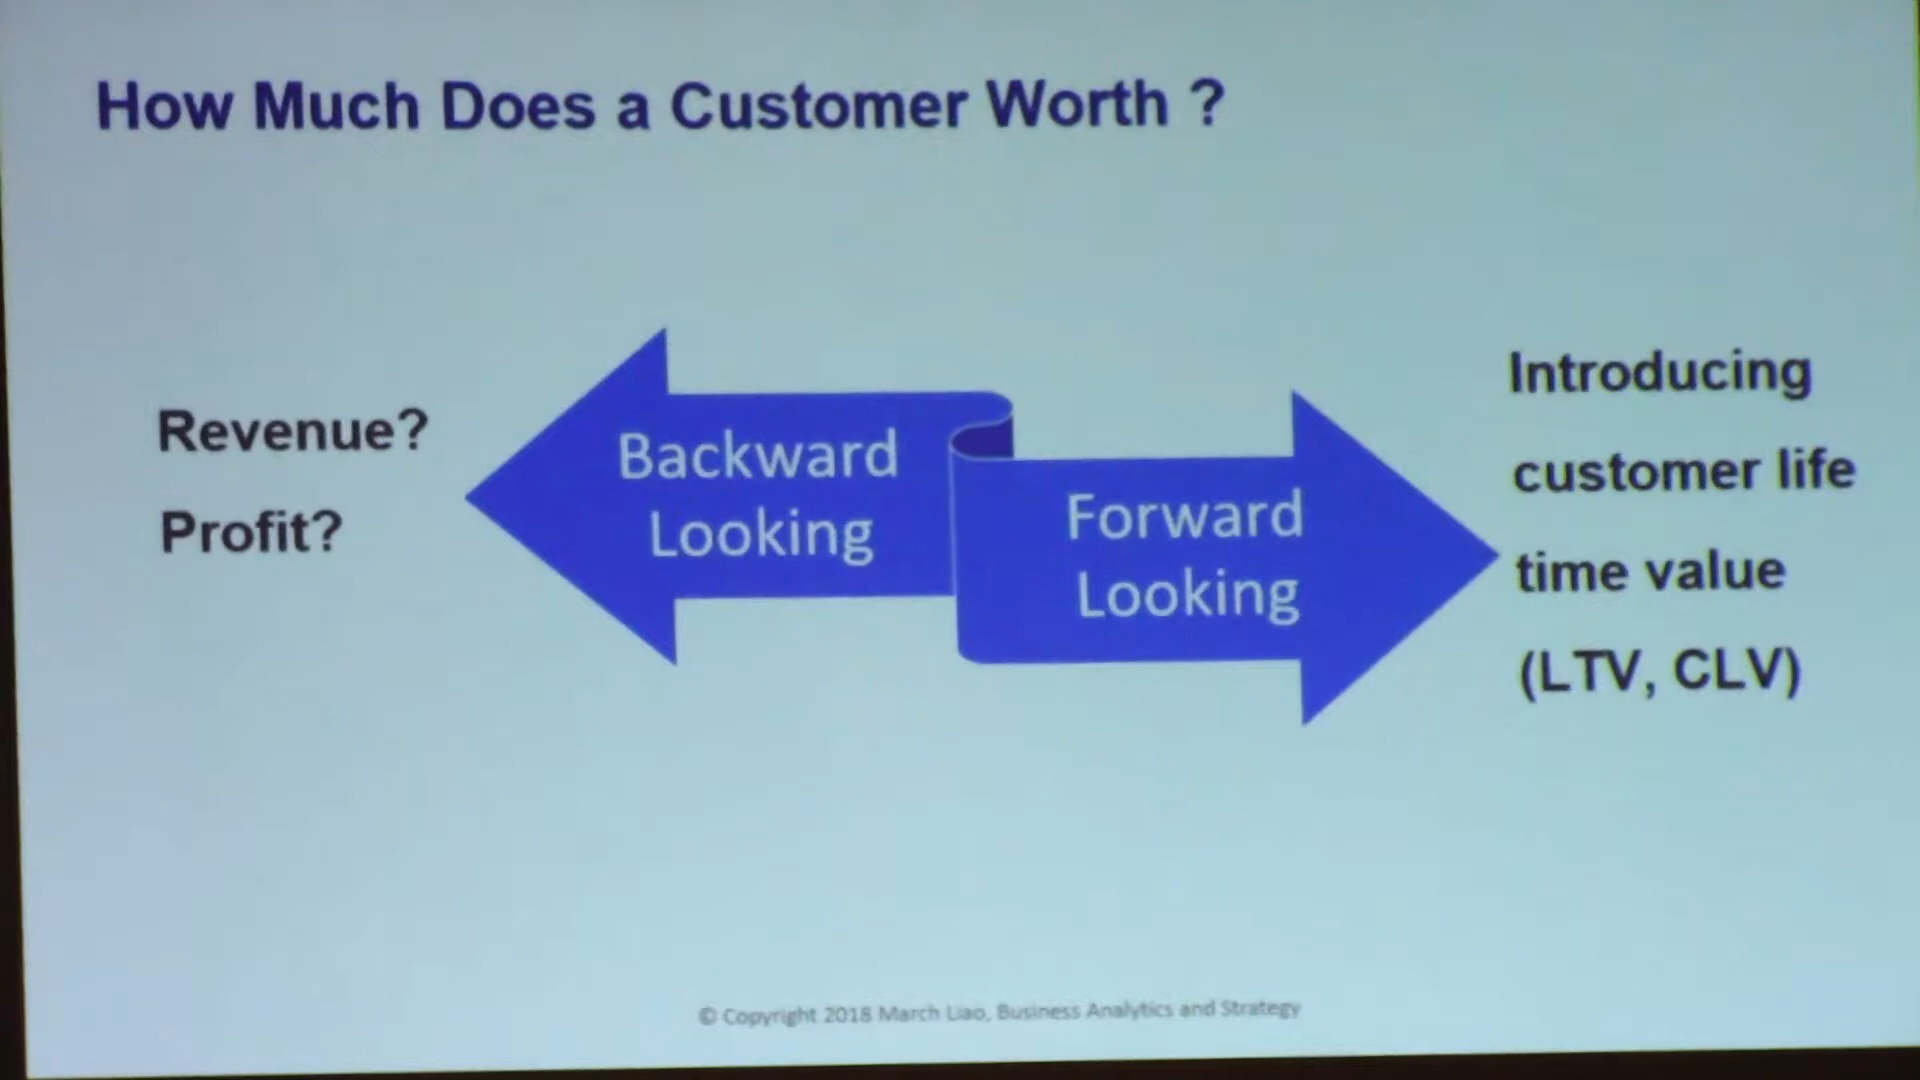 How Much Does a Customer Worth ?
Revenue?
Profit?
Backward
Looking
Forward
Looking
Introducing
customer life
time value
(LTV, CLV)
© Copyright 2018 March Liao, Business Analytics and Strategy